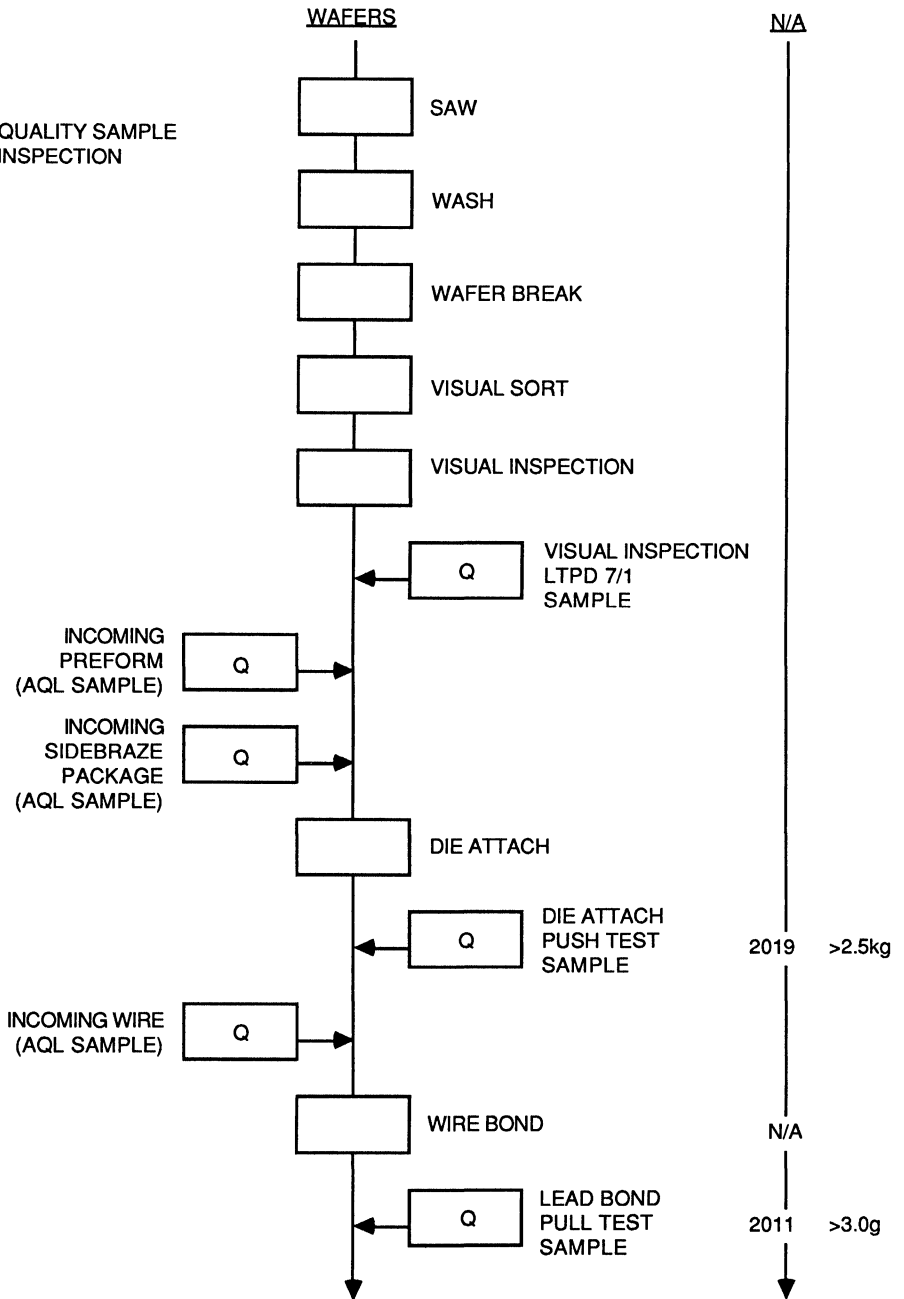 WAFERS
N/A
SAW
QUALITY SAMPLE
INSPECTION
WASH
WAFER BREAK
VISUAL SORT
VISUAL INSPECTION
Q
VISUAL INSPECTION
LTPD 7/1
SAMPLE
INCOMING
PREFORM
(AQL SAMPLE)
Q
INCOMING
SIDEBRAZE
PACKAGE
(AQL SAMPLE)
Q
DIE ATTACH
Q
DIE ATTACH
PUSH TEST
SAMPLE
2019 >2.5kg
INCOMING WIRE
(AQL SAMPLE)
Q
WIRE BOND
N/A
Q
LEAD BOND
PULL TEST
SAMPLE
2011 >3.0g